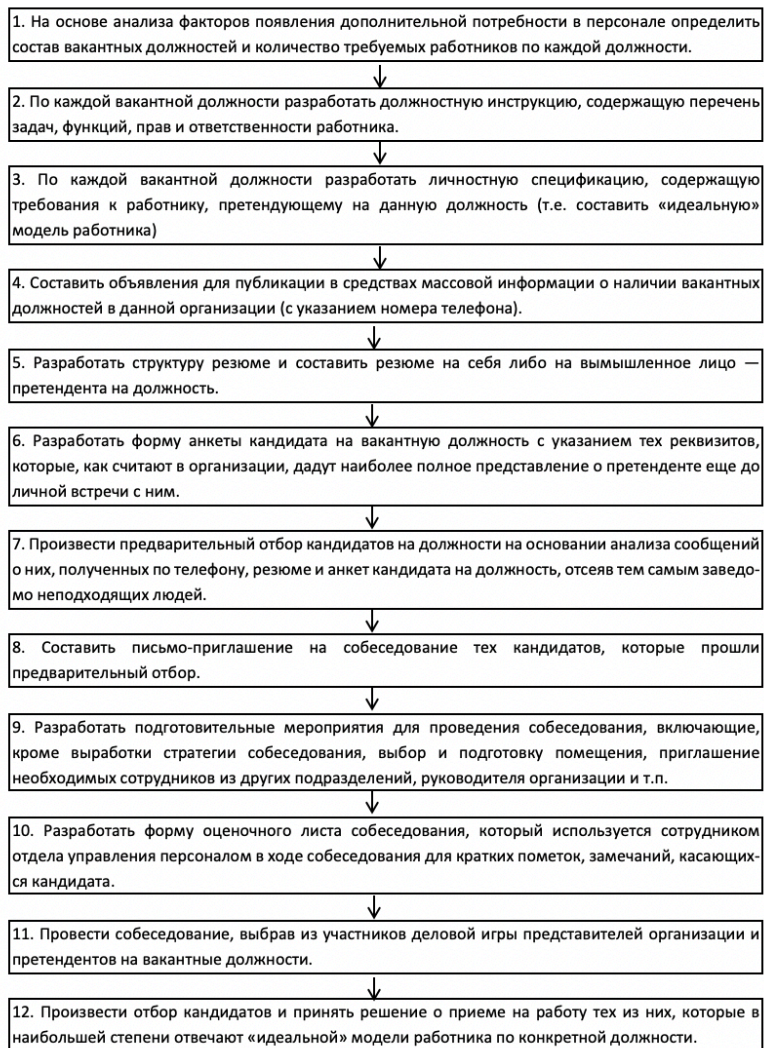 1. На основе анализа факторов появления дополнительной потребности в персонале определить
состав вакантных должностей и количество требуемых работников по каждой должности.
2. По каждой вакантной должности разработать должностную инструкцию, содержащую перечень
задач, функций, прав и ответственности работника.
3. По каждой вакантной должности разработать личностную спецификацию, содержащую
требования к работнику, претендующему на данную должность (т.е. составить «идеальную»
модель работника)
4. Составить объявления для публикации в средствах массовой информации о наличии вакантных
должностей в данной организации (с указанием номера телефона).
5. Разработать структуру резюме и составить резюме на себя либо на вымышленное лицо —
претендента на должность.
6. Разработать форму анкеты кандидата на вакантную должность с указанием тех реквизитов,
которые, как считают в организации, дадут наиболее полное представление о претенденте еще до
личной встречи с ним.
7. Произвести предварительный отбор кандидатов на должности на основании анализа сообщений
о них, полученных по телефону, резюме и анкет кандидата на должность, отсеяв тем самым заведо-
мо неподходящих людей.
8. Составить письмо-приглашение на собеседование тех кандидатов, которые прошли
предварительный отбор.
9. Разработать подготовительные мероприятия для проведения собеседования, включающие,
кроме выработки стратегии собеседования, выбор и подготовку помещения, приглашение
необходимых сотрудников из других подразделений, руководителя организации и т.п.
10. Разработать форму оценочного листа собеседования, который используется сотрудником
отдела управления персоналом в ходе собеседования для кратких пометок, замечаний, касающих-
ся кандидата.
11. Провести собеседование, выбрав из участников деловой игры представителей организации и
претендентов на вакантные должности.
12. Произвести отбор кандидатов и принять решение о приеме на работу тех из них, которые в
наибольшей степени отвечают «идеальной» модели работника по конкретной должности.